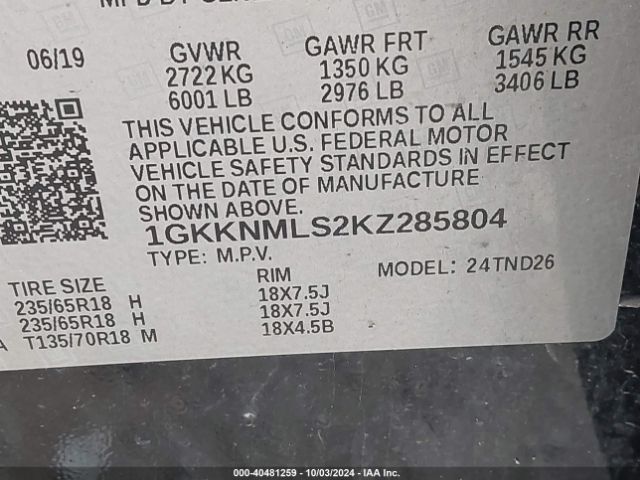 06/19 GVWR GAWR FRT GAWR RR
2722 KG 1350 KG 1545 KG
6001 LB 2976 LB 3406 LB
THIS VEHICLE CONFORMS TO ALL
APPLICABLE U.S. FEDERAL MOTOR
VEHICLE SAFETY STANDARDS IN EFFECT
ON THE DATE OF MANUFACTURE
SHOWN ABOVE.
1GKKNMLS2KZ285804
TYPE: M.P.V. MODEL: 24TND26
TIRE SIZE RIM
235/65R18 H 18X7.5J
235/65R18 H 18X7.5J
T135/70R18 M 18X4.5B
000-40481259 - 10/03/2024 - IAA Inc.